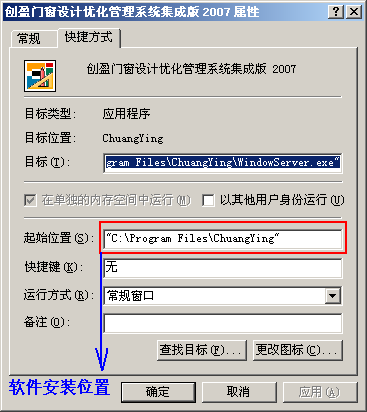 创盈门窗设计优化管理系统集成版 2007 属性
常规 快捷方式
创盈门窗设计优化管理系统集成版 2007
目标类型: 应用程序
目标位置: ChuangYing
目标(T): gram Files\ChuangYing\WindowServer.exe"
在单独的内存空间中运行(M) 以其他用户身份运行(U)
起始位置(S): "C:\Program Files\ChuangYing"
快捷键(K): 无
运行方式(R): 常规窗口
备注(O):
查找目标(F)... 更改图标(C)...
软件安装位置
确定 取消 应用(A)